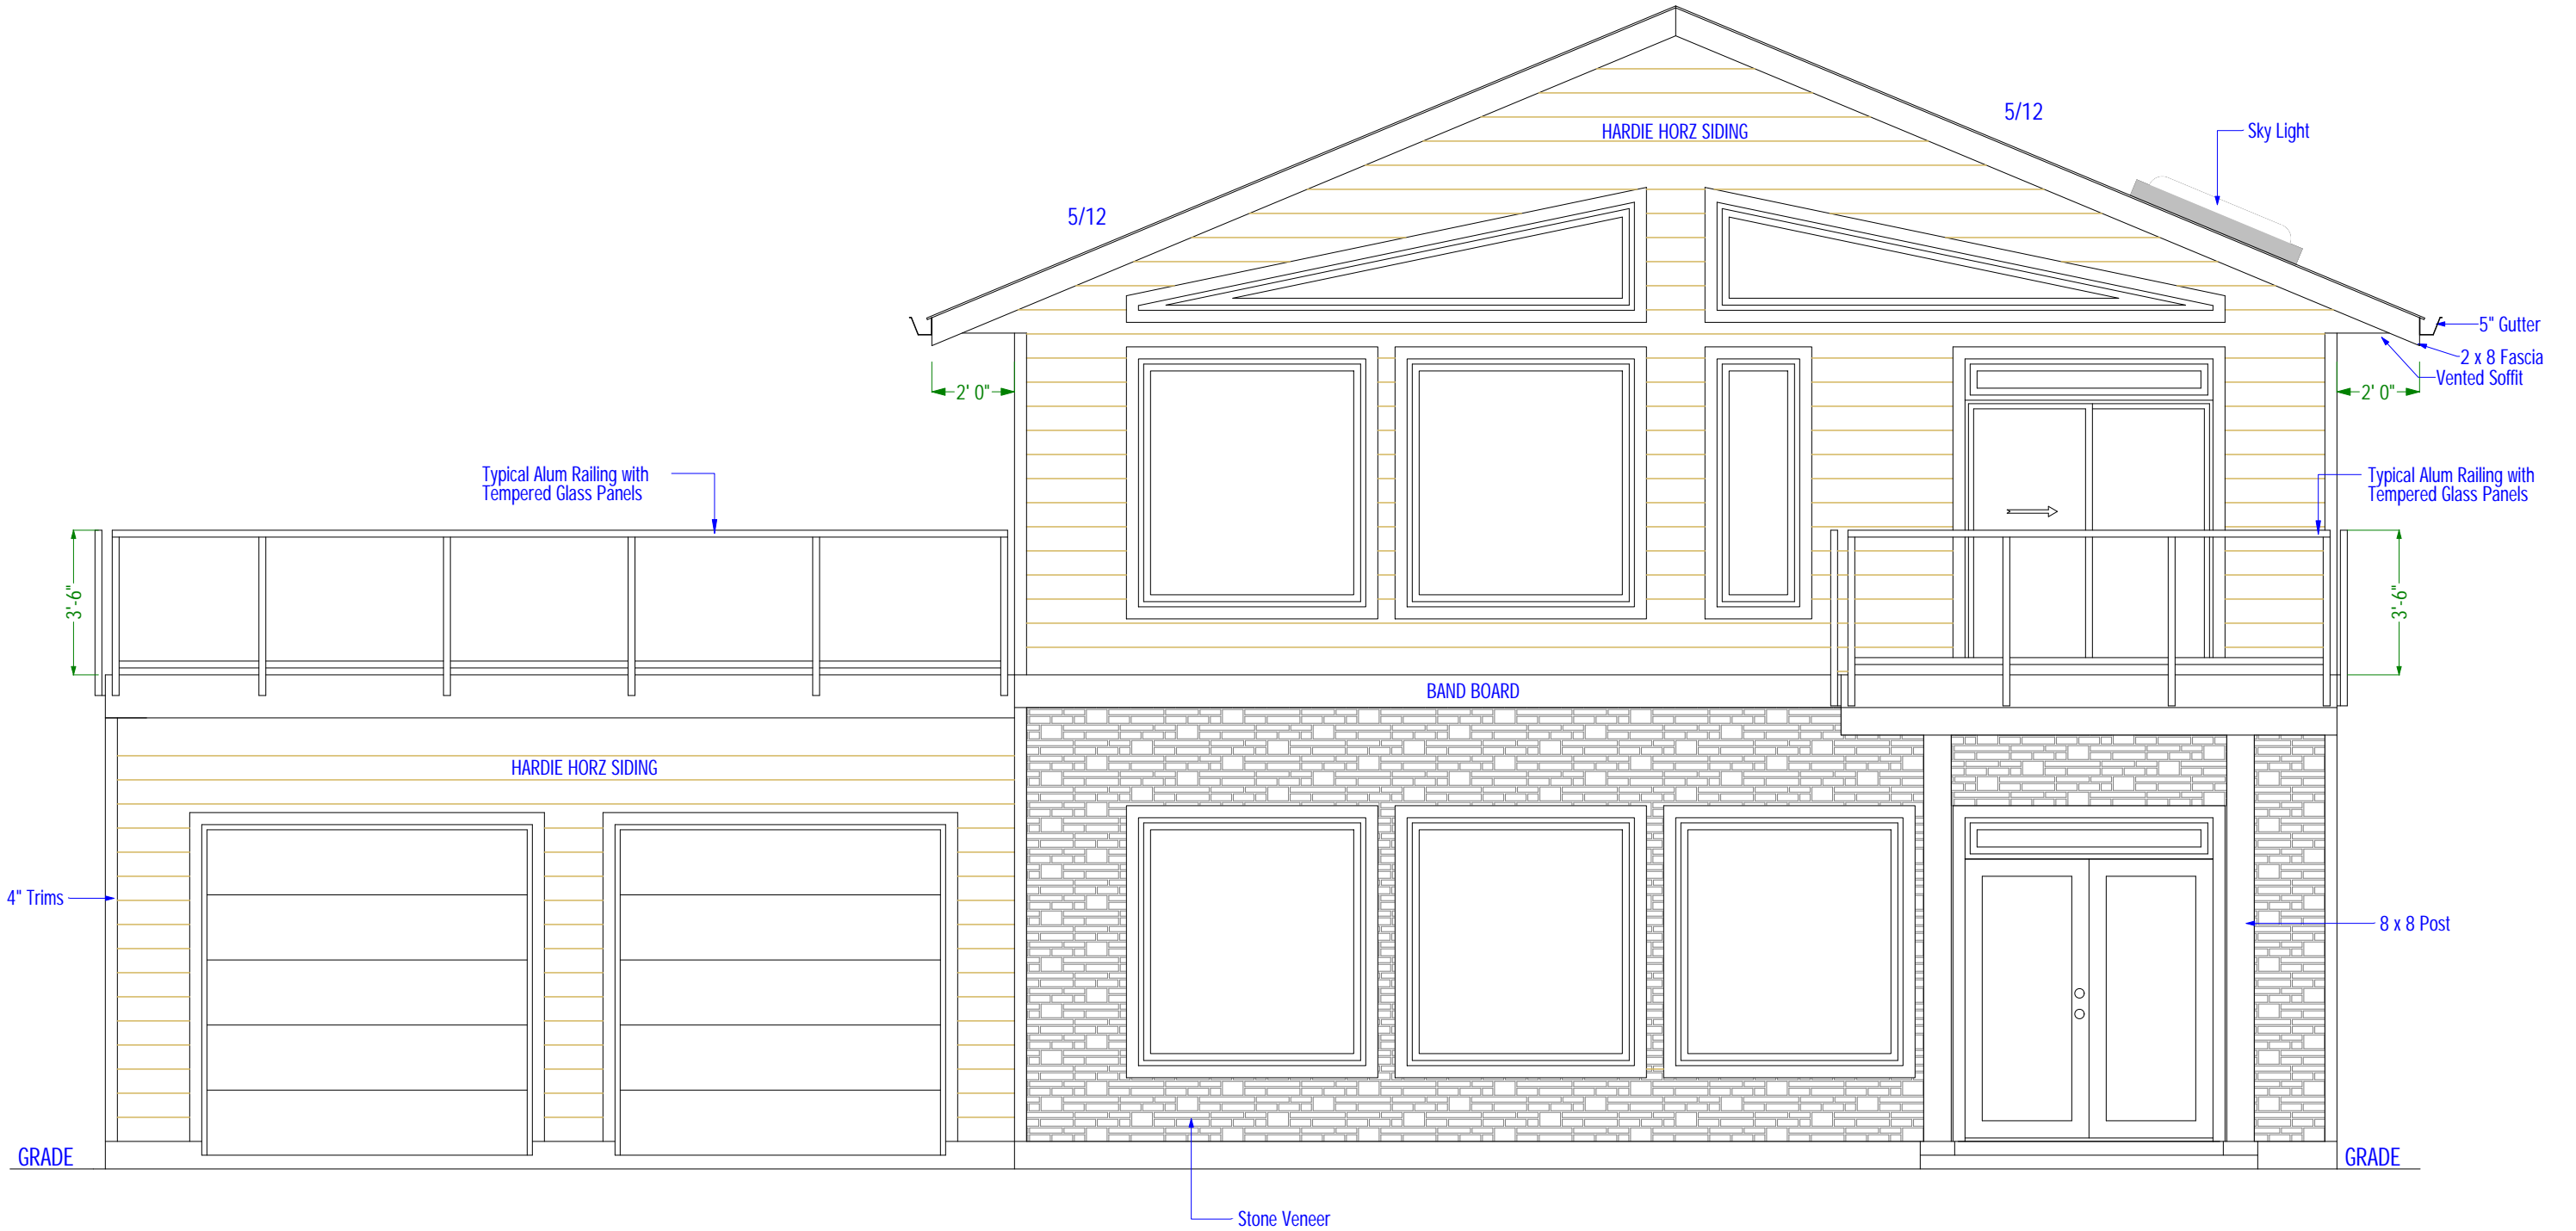 5/12
Sky Light
HARDIE HORZ SIDING
5/12
5" Gutter
2 x 8 Fascia
Vented Soffit
2' 0"
2' 0"
Typical Alum Railing with
Tempered Glass Panels
Typical Alum Railing with
Tempered Glass Panels
3'-6"
3'-6"
BAND BOARD
HARDIE HORZ SIDING
4" Trims
8 x 8 Post
GRADE
GRADE
Stone Veneer